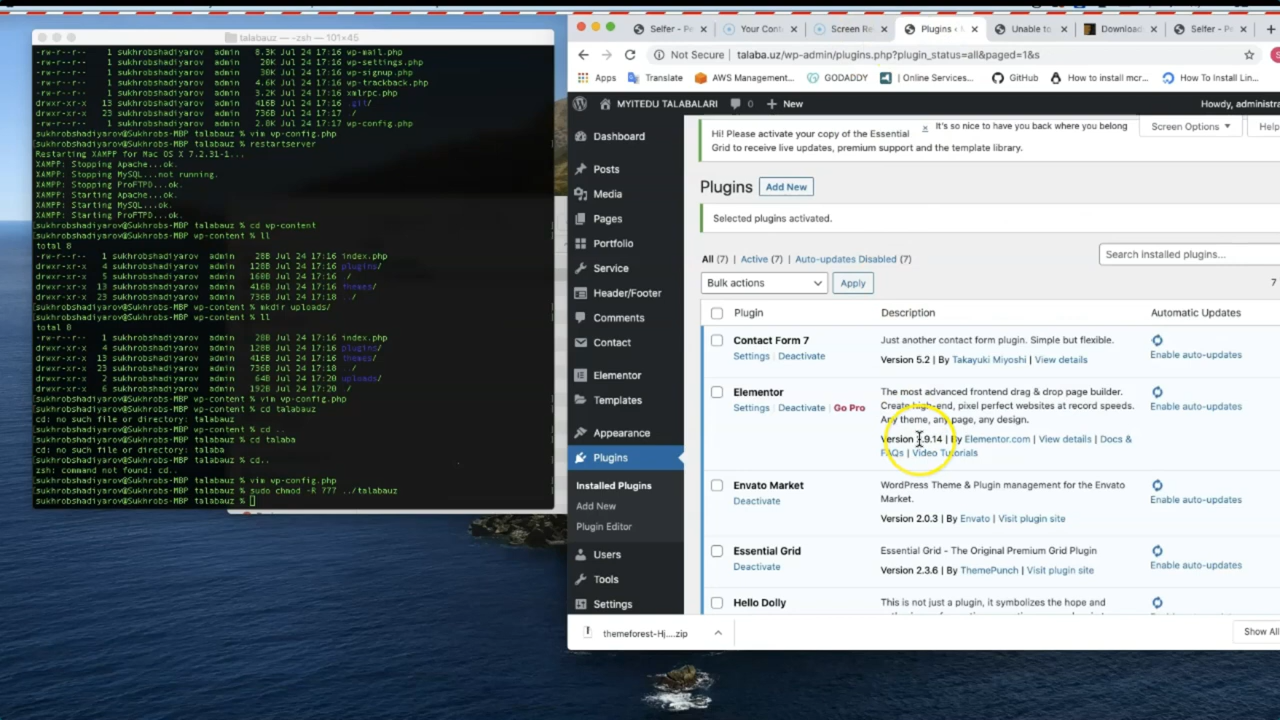 talabauz — -zsh — 101×45
-rw-r--r-- 1 sukhrobshadiyarov admin 8.3K Jul 24 17:16 wp-mail.php
-rw-r--r-- 1 sukhrobshadiyarov admin 20K Jul 24 17:16 wp-settings.php
-rw-r--r-- 1 sukhrobshadiyarov admin 30K Jul 24 17:16 wp-signup.php
-rw-r--r-- 1 sukhrobshadiyarov admin 4.6K Jul 24 17:16 wp-trackback.php
-rw-r--r-- 1 sukhrobshadiyarov admin 3.2K Jul 24 17:16 xmlrpc.php
drwxr-xr-x 13 sukhrobshadiyarov admin 416B Jul 24 17:16 .git/
drwxr-xr-x 23 sukhrobshadiyarov admin 736B Jul 24 17:17 ./
-rw-r--r-- 1 sukhrobshadiyarov admin 2.8K Jul 24 17:17 wp-config.php
sukhrobshadiyarov@Sukhrobs-MBP talabauz % vim wp-config.php
sukhrobshadiyarov@Sukhrobs-MBP talabauz % restartserver
Restarting XAMPP for Mac OS X 7.2.31-1...
XAMPP: Stopping Apache...ok.
XAMPP: Stopping MySQL...not running.
XAMPP: Stopping ProFTPD...ok.
XAMPP: Starting Apache...ok.
XAMPP: Starting MySQL...ok.
XAMPP: Starting ProFTPD...ok.
sukhrobshadiyarov@Sukhrobs-MBP talabauz % cd wp-content
sukhrobshadiyarov@Sukhrobs-MBP wp-content % ll
total 8
-rw-r--r-- 1 sukhrobshadiyarov admin 28B Jul 24 17:16 index.php
drwxr-xr-x 4 sukhrobshadiyarov admin 128B Jul 24 17:16 plugins/
drwxr-xr-x 5 sukhrobshadiyarov admin 160B Jul 24 17:16 ./
drwxr-xr-x 13 sukhrobshadiyarov admin 416B Jul 24 17:16 themes/
drwxr-xr-x 23 sukhrobshadiyarov admin 736B Jul 24 17:18 ../
sukhrobshadiyarov@Sukhrobs-MBP wp-content % mkdir uploads/
sukhrobshadiyarov@Sukhrobs-MBP wp-content % ll
total 8
-rw-r--r-- 1 sukhrobshadiyarov admin 28B Jul 24 17:16 index.php
drwxr-xr-x 4 sukhrobshadiyarov admin 128B Jul 24 17:16 plugins/
drwxr-xr-x 13 sukhrobshadiyarov admin 416B Jul 24 17:16 themes/
drwxr-xr-x 23 sukhrobshadiyarov admin 736B Jul 24 17:18 ../
drwxr-xr-x 2 sukhrobshadiyarov admin 64B Jul 24 17:20 uploads/
drwxr-xr-x 6 sukhrobshadiyarov admin 192B Jul 24 17:20 ./
sukhrobshadiyarov@Sukhrobs-MBP wp-content % vim wp-config.php
sukhrobshadiyarov@Sukhrobs-MBP wp-content % cd talabauz
cd: no such file or directory: talabauz
sukhrobshadiyarov@Sukhrobs-MBP wp-content % cd ..
sukhrobshadiyarov@Sukhrobs-MBP talabauz % cd talaba
cd: no such file or directory: talaba
sukhrobshadiyarov@Sukhrobs-MBP talabauz % cd..
zsh: command not found: cd..
sukhrobshadiyarov@Sukhrobs-MBP talabauz % vim wp-config.php
sukhrobshadiyarov@Sukhrobs-MBP talabauz % sudo chmod -R 777 ../talabauz
sukhrobshadiyarov@Sukhrobs-MBP talabauz %
Selfer - P
Your Con
Screen Re
Plugins ‹
Unable to
Download
Selfer - P
Not Secure | talaba.uz/wp-admin/plugins.php?plugin_status=all&paged=1&s
Apps Translate AWS Management... GODADDY | Online Services... GitHub How to install mcr... How To Install Lin...
MYITEDU TALABALARI 0 + New Howdy, administra
Dashboard
Posts
Media
Pages
Portfolio
Service
Header/Footer
Comments
Contact
Elementor
Templates
Appearance
Plugins
Installed Plugins
Add New
Plugin Editor
Users
Tools
Settings
It's so nice to have you back where you belong
Screen Options Help
Hi! Please activate your copy of the Essential
Grid to receive live updates, premium support and the template library.
Plugins Add New
Selected plugins activated.
All (7) | Active (7) | Auto-updates Disabled (7)
Search installed plugins...
Bulk actions Apply 7
Plugin Description Automatic Updates
Contact Form 7 Just another contact form plugin. Simple but flexible.
Settings | Deactivate Enable auto-updates
Version 5.2 | By Takayuki Miyoshi | View details
Elementor The most advanced frontend drag & drop page builder.
Settings | Deactivate | Go Pro Create high-end, pixel perfect websites at record speeds. Enable auto-updates
Any theme, any page, any design.
Version .9.14 | By Elementor.com | View details | Docs &
FAQs | Video Tutorials
Envato Market WordPress Theme & Plugin management for the Envato
Deactivate Market. Enable auto-updates
Version 2.0.3 | By Envato | Visit plugin site
Essential Grid Essential Grid - The Original Premium Grid Plugin
Deactivate Enable auto-updates
Version 2.3.6 | By ThemePunch | Visit plugin site
Hello Dolly This is not just a plugin, it symbolizes the hope and
themeforest-Hj....zip Show All